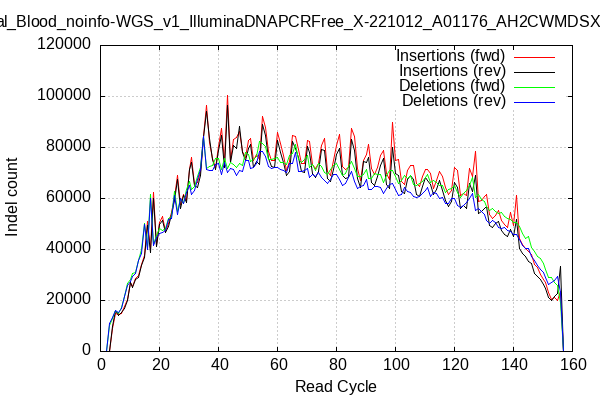 al_Blood_noinfo-WGS_v1_IlluminaDNAPCRFree_X-221012_A01176_AH2CWMDSX
120000
100000
80000
60000
40000
20000
0
Indel count
Insertions (fwd)
Insertions (rev)
Deletions (fwd)
Deletions (rev)
0 20 40 60 80 100 120 140 160
Read Cycle